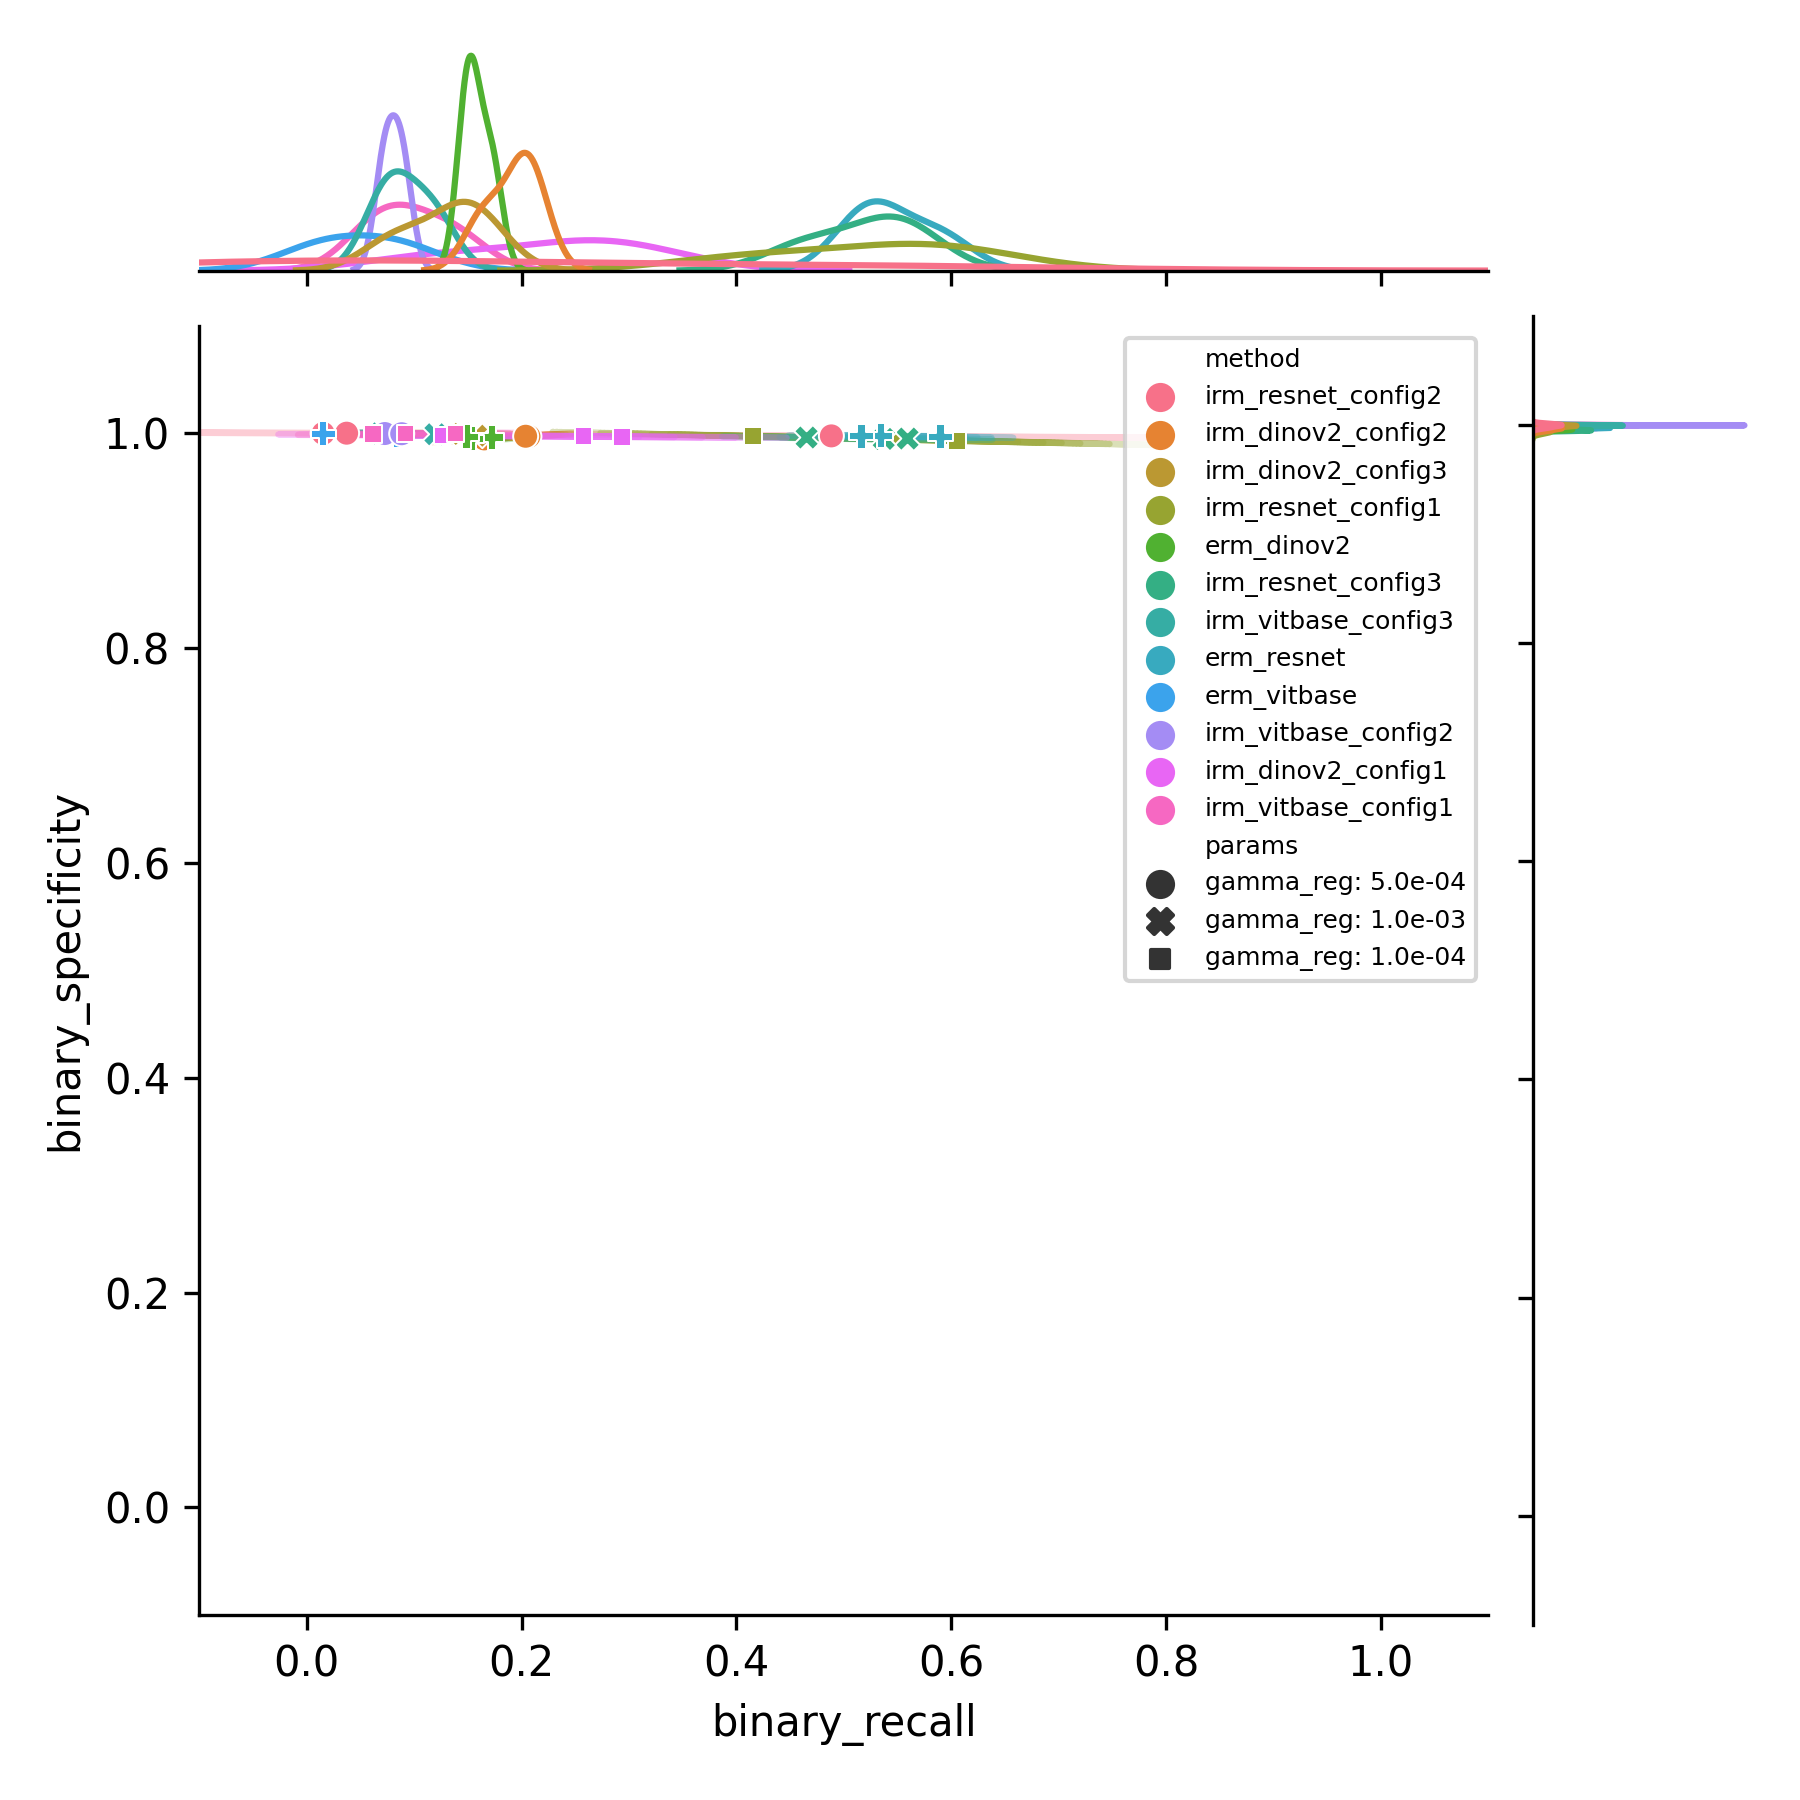 method
irm_resnet_config2
irm_dinov2_config2
irm_dinov2_config3
irm_resnet_config1
erm_dinov2
irm_resnet_config3
irm_vitbase_config3
erm_resnet
erm_vitbase
irm_vitbase_config2
irm_dinov2_config1
irm_vitbase_config1
params
gamma_reg: 5.0e-04
gamma_reg: 1.0e-03
gamma_reg: 1.0e-04
1.0
0.8
0.6
0.4
0.2
0.0
binary_specificity
0.0 0.2 0.4 0.6 0.8 1.0
binary_recall